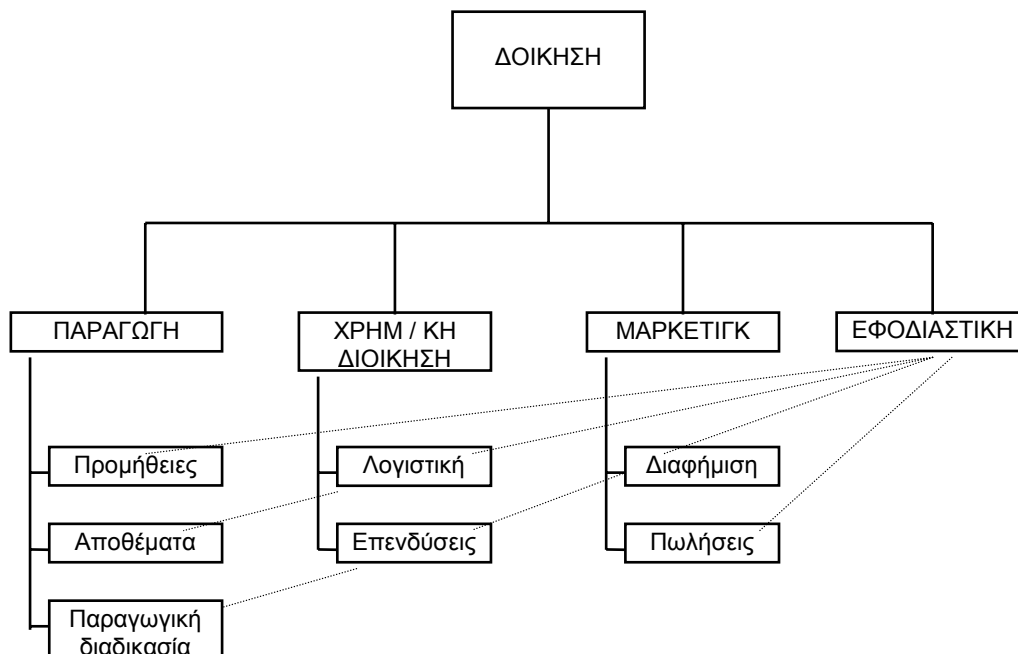 ΔΟΙΚΗΣΗ
ΠΑΡΑΓΩΓΗ
ΧΡΗΜ / ΚΗ
ΔΙΟΙΚΗΣΗ
ΜΑΡΚΕΤΙΓΚ
ΕΦΟΔΙΑΣΤΙΚΗ
Προμήθειες
Λογιστική
Διαφήμιση
Αποθέματα
Επενδύσεις
Πωλήσεις
Παραγωγική
διαδικασία